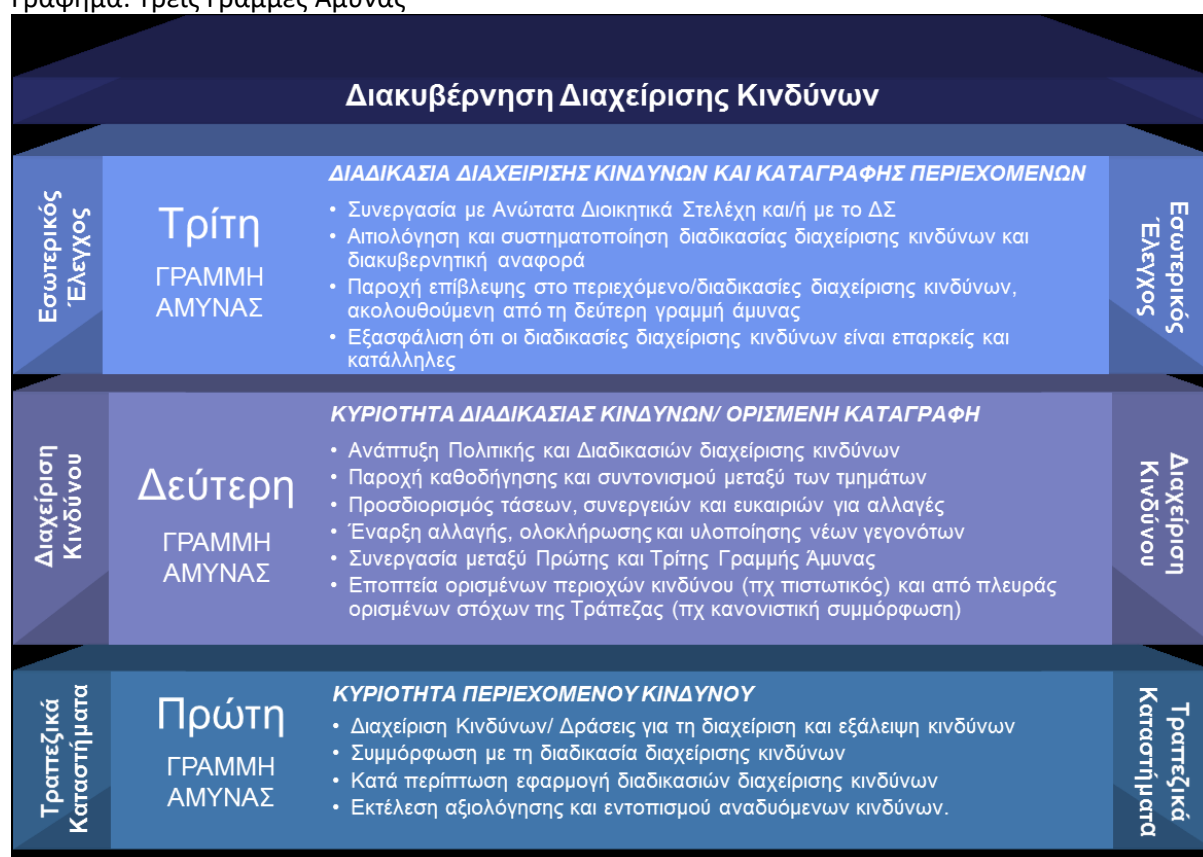 Γράφημα: Τρεις Γραμμές Άμυνας
Διακυβέρνηση Διαχείρισης Κινδύνων
Εσωτερικός
Έλεγχος
Τρίτη
ΓΡΑΜΜΗ
ΑΜΥΝΑΣ
ΔΙΑΔΙΚΑΣΙΑ ΔΙΑΧΕΙΡΙΣΗΣ ΚΙΝΔΥΝΩΝ ΚΑΙ ΚΑΤΑΓΡΑΦΗΣ ΠΕΡΙΕΧΟΜΕΝΩΝ
• Συνεργασία με Ανώτατα Διοικητικά Στελέχη και/ή με το ΔΣ
• Αιτιολόγηση και συστηματοποίηση διαδικασίας διαχείρισης κινδύνων και
διακυβερνητική αναφορά
• Παροχή επίβλεψης στο περιεχόμενο/διαδικασίες διαχείρισης κινδύνων,
ακολουθούμενη από τη δεύτερη γραμμή άμυνας
• Εξασφάλιση ότι οι διαδικασίες διαχείρισης κινδύνων είναι επαρκείς και
κατάλληλες
Εσωτερικός
Έλεγχος
Διαχείριση
Κινδύνου
Δεύτερη
ΓΡΑΜΜΗ
ΑΜΥΝΑΣ
ΚΥΡΙΟΤΗΤΑ ΔΙΑΔΙΚΑΣΙΑΣ ΚΙΝΔΥΝΩΝ/ ΟΡΙΣΜΕΝΗ ΚΑΤΑΓΡΑΦΗ
• Ανάπτυξη Πολιτικής και Διαδικασιών διαχείρισης κινδύνων
• Παροχή καθοδήγησης και συντονισμού μεταξύ των τμημάτων
• Προσδιορισμός τάσεων, συνεργειών και ευκαιριών για αλλαγές
• Έναρξη αλλαγής, ολοκλήρωσης και υλοποίησης νέων γεγονότων
• Συνεργασία μεταξύ Πρώτης και Τρίτης Γραμμής Άμυνας
• Εποπτεία ορισμένων περιοχών κινδύνου (πχ πιστωτικός) και από πλευράς
ορισμένων στόχων της Τράπεζας (πχ κανονιστική συμμόρφωση)
Διαχείριση
Κινδύνου
Τραπεζικά
Καταστήματα
Πρώτη
ΓΡΑΜΜΗ
ΑΜΥΝΑΣ
ΚΥΡΙΟΤΗΤΑ ΠΕΡΙΕΧΟΜΕΝΟΥ ΚΙΝΔΥΝΟΥ
• Διαχείριση Κινδύνων/ Δράσεις για τη διαχείριση και εξάλειψη κινδύνων
• Συμμόρφωση με τη διαδικασία διαχείρισης κινδύνων
• Κατά περίπτωση εφαρμογή διαδικασιών διαχείρισης κινδύνων
• Εκτέλεση αξιολόγησης και εντοπισμού αναδυόμενων κινδύνων.
Τραπεζικά
Καταστήματα